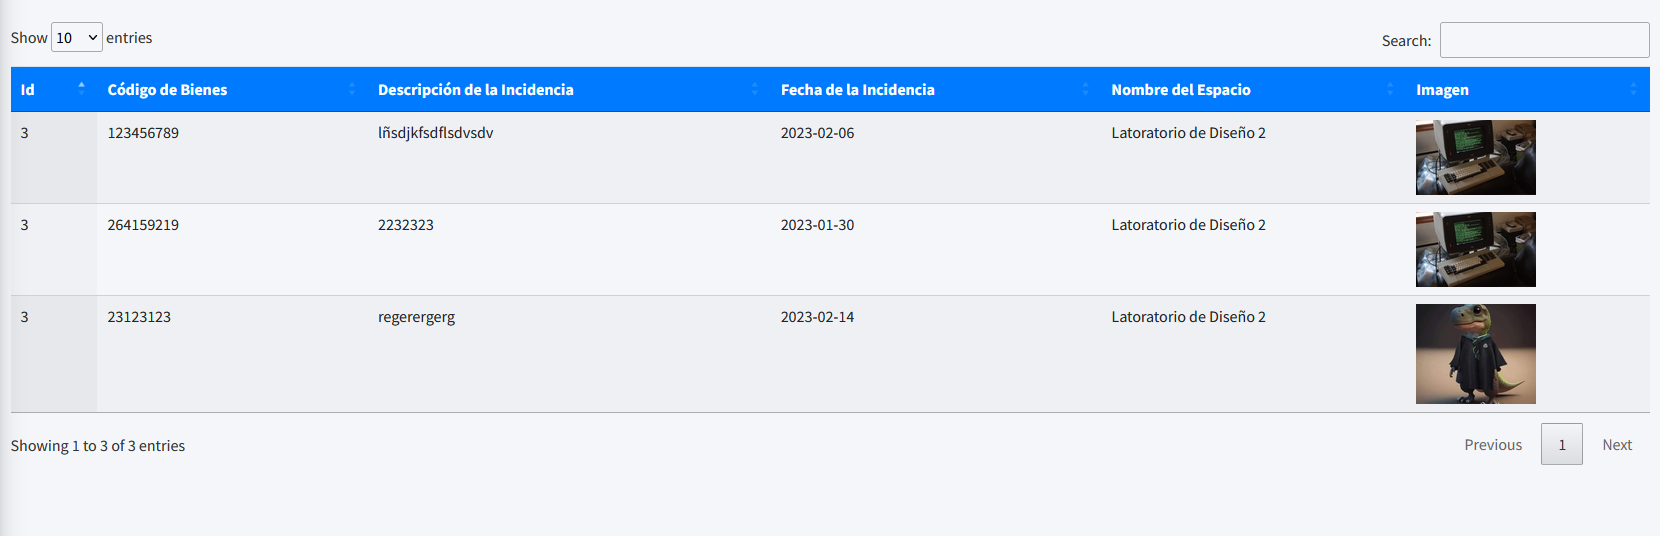 Show 10 entries Search:
Id Código de Bienes Descripción de la Incidencia Fecha de la Incidencia Nombre del Espacio Imagen
3 123456789 lñsdjkfsdflsdvsdv 2023-02-06 Latoratorio de Diseño 2
3 264159219 2232323 2023-01-30 Latoratorio de Diseño 2
3 23123123 regerergerg 2023-02-14 Latoratorio de Diseño 2
Showing 1 to 3 of 3 entries Previous 1 Next